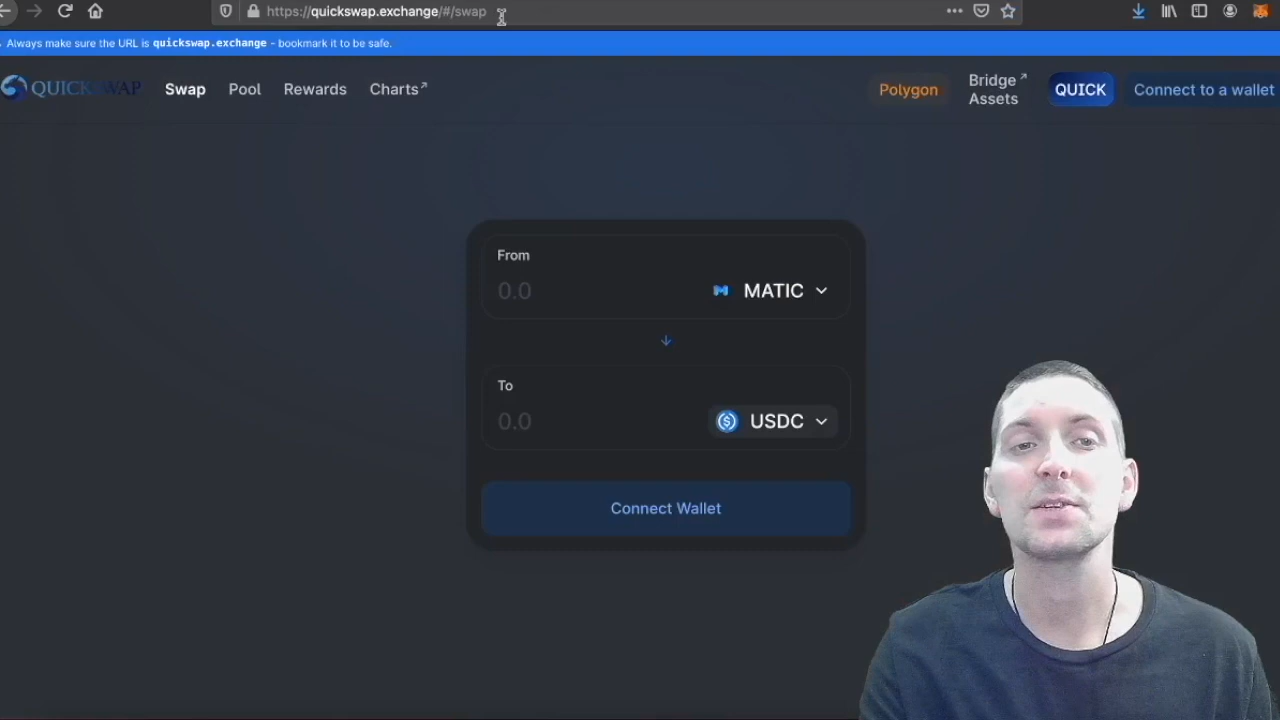 https://quickswap.exchange/#/swap
Always make sure the URL is quickswap.exchange - bookmark it to be safe.
QUICKSWAP Swap Pool Rewards Charts↗ Polygon Bridge↗ Assets QUICK Connect to a wallet
From
0.0 MATIC
To
0.0 USDC
Connect Wallet